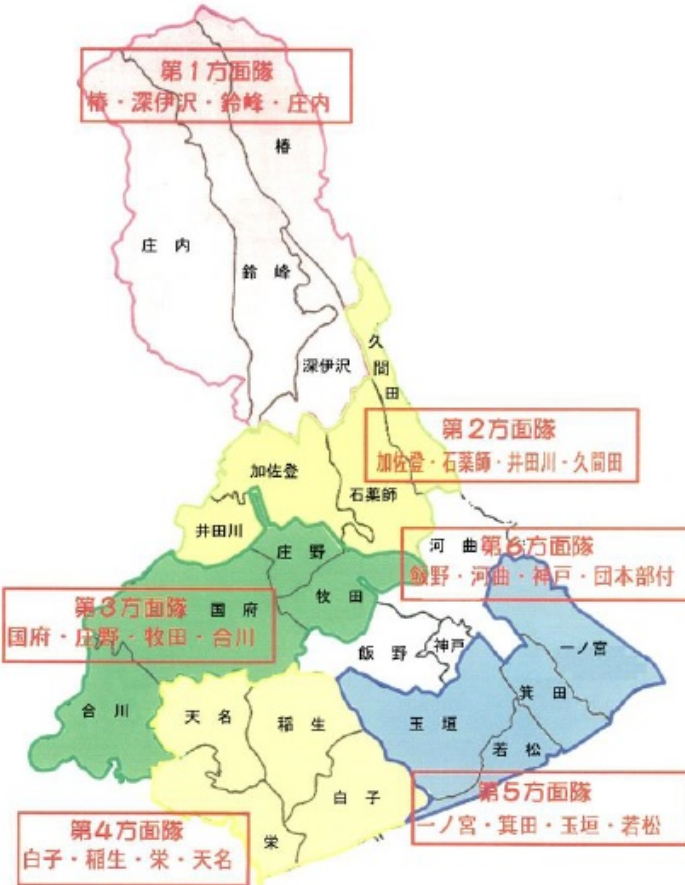 第1方面隊
椿・深伊沢・鈴峰・庄内
椿
庄内
鈴峰
深伊沢
久間田
第2方面隊
加佐登・石薬師・井田川・久間田
加佐登
石薬師
井田川
河曲
第6方面隊
飯野・河曲・神戸・団本部付
庄野
牧田
第3方面隊
国府・庄野・牧田・合川
国府
飯野
神戸
一ノ宮
箕田
合川
天名
稲生
玉垣
若松
白子
第5方面隊
一ノ宮・箕田・玉垣・若松
第4方面隊
白子・稲生・栄・天名
栄